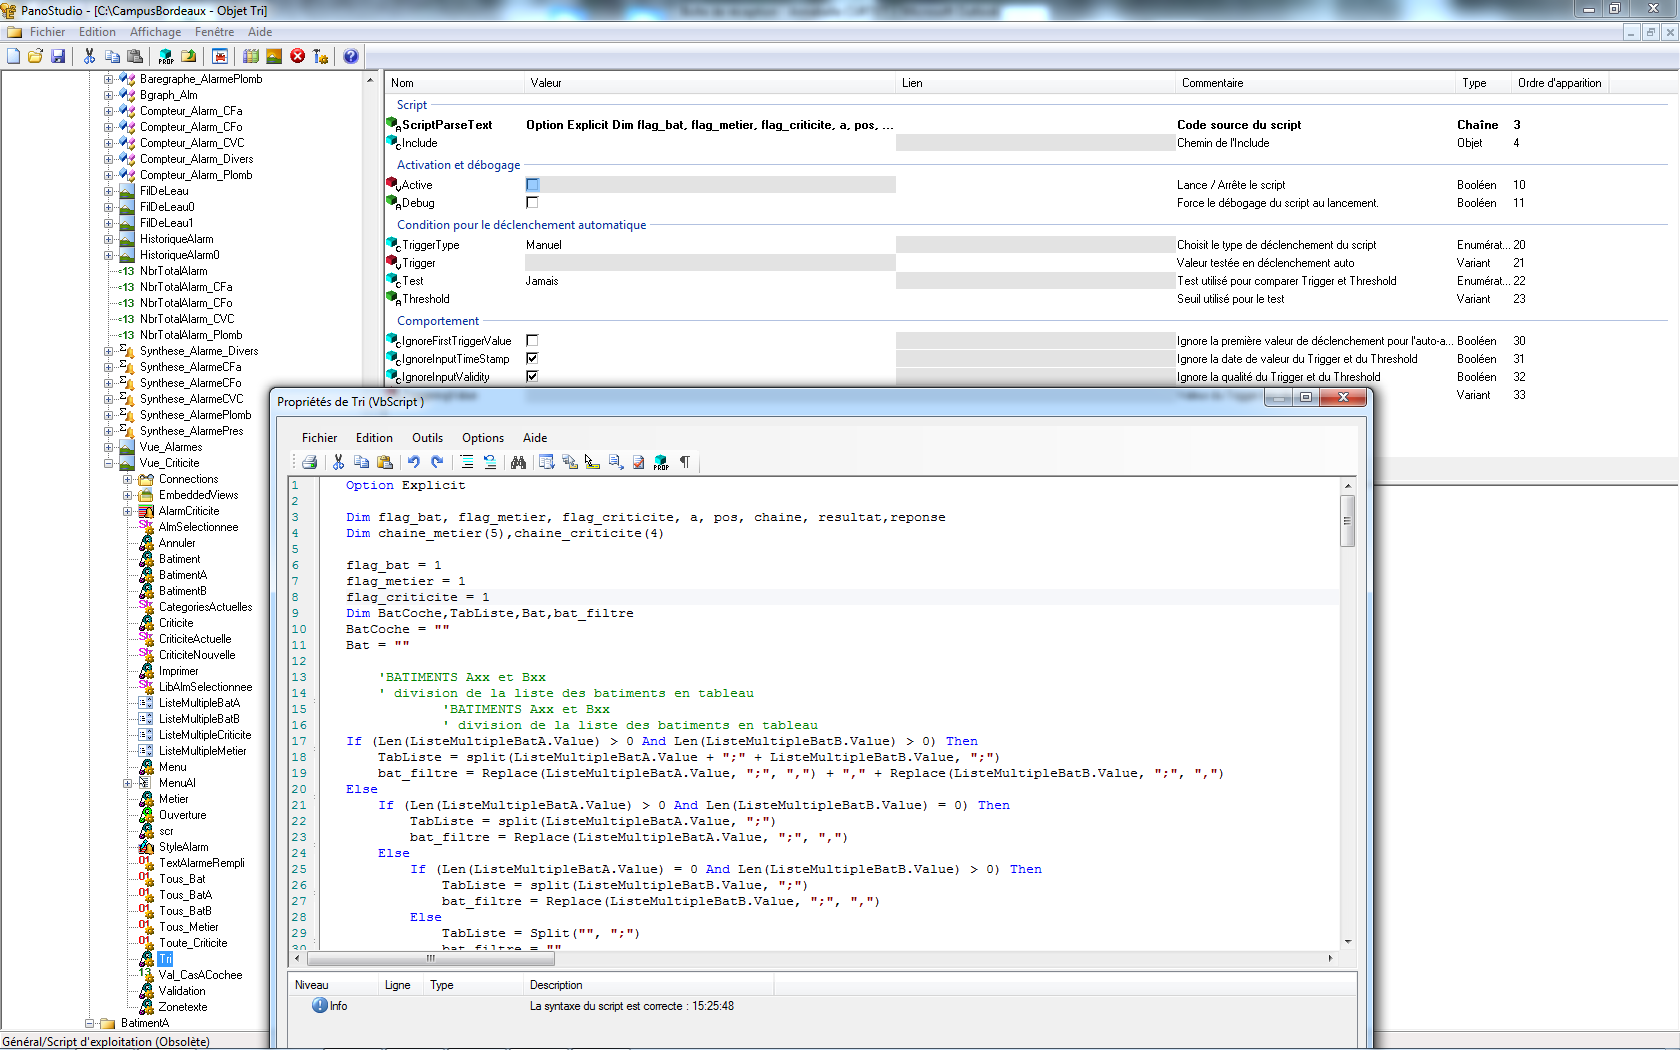 PanoStudio - [C:\CampusBordeaux - Objet Tri]
Fichier Edition Affichage Fenêtre Aide
Baregraphe_AlarmePlomb
Bgraph_Alm
Compteur_Alarm_CFa
Compteur_Alarm_CFo
Compteur_Alarm_CVC
Compteur_Alarm_Divers
Compteur_Alarm_Plomb
FilDeLeau
FilDeLeau0
FilDeLeau1
HistoriqueAlarm
HistoriqueAlarm0
NbrTotalAlarm
NbrTotalAlarm_CFa
NbrTotalAlarm_CFo
NbrTotalAlarm_CVC
NbrTotalAlarm_Plomb
Synthese_Alarme_Divers
Synthese_AlarmeCFa
Synthese_AlarmeCFo
Synthese_AlarmeCVC
Synthese_AlarmePlomb
Synthese_AlarmePres
Vue_Alarmes
Vue_Criticite
Connections
EmbeddedViews
AlarmCriticite
AlmSelectionnee
Annuler
Batiment
BatimentA
BatimentB
CategoriesActuelles
Criticite
CriticiteActuelle
CriticiteNouvelle
Imprimer
LibAlmSelectionnee
ListeMultipleBatA
ListeMultipleBatB
ListeMultipleCriticite
ListeMultipleMetier
Menu
MenuAl
Metier
Ouverture
scr
StyleAlarm
TextAlarmeRempli
Tous_Bat
Tous_BatA
Tous_BatB
Tous_Metier
Toute_Criticite
Tri
Val_CasACochee
Validation
Zonetexte
BatimentA
Général/Script d'exploitation (Obsolète)
Nom Valeur Lien Commentaire Type Ordre d'apparition
Script
ScriptParseText Option Explicit Dim flag_bat, flag_metier, flag_criticite, a, pos, ... Code source du script Chaîne 3
Include Chemin de l'Include Objet 4
Activation et débogage
Active Lance / Arrête le script Booléen 10
Debug Force le débogage du script au lancement. Booléen 11
Condition pour le déclenchement automatique
TriggerType Manuel Choisit le type de déclenchement du script Enumérat... 20
Trigger Valeur testée en déclenchement auto Variant 21
Test Jamais Test utilisé pour comparer Trigger et Threshold Enumérat... 22
Threshold Seuil utilisé pour le test Variant 23
Comportement
IgnoreFirstTriggerValue Ignore la première valeur de déclenchement pour l'auto-a... Booléen 30
IgnoreInputTimeStamp Ignore la date de valeur du Trigger et du Threshold Booléen 31
IgnoreInputValidity Ignore la qualité du Trigger et du Threshold Booléen 32
Variant 33
Propriétés de Tri (VbScript )
Fichier Edition Outils Options Aide
1 Option Explicit
2
3 Dim flag_bat, flag_metier, flag_criticite, a, pos, chaine, resultat,reponse
4 Dim chaine_metier(5),chaine_criticite(4)
5
6 flag_bat = 1
7 flag_metier = 1
8 flag_criticite = 1
9 Dim BatCoche,TabListe,Bat,bat_filtre
10 BatCoche = ""
11 Bat = ""
12
13 'BATIMENTS Axx et Bxx
14 ' division de la liste des batiments en tableau
15 'BATIMENTS Axx et Bxx
16 ' division de la liste des batiments en tableau
17 If (Len(ListeMultipleBatA.Value) > 0 And Len(ListeMultipleBatB.Value) > 0) Then
18 TabListe = split(ListeMultipleBatA.Value + ";" + ListeMultipleBatB.Value, ";")
19 bat_filtre = Replace(ListeMultipleBatA.Value, ";", ",") + "," + Replace(ListeMultipleBatB.Value, ";", ",")
20 Else
21 If (Len(ListeMultipleBatA.Value) > 0 And Len(ListeMultipleBatB.Value) = 0) Then
22 TabListe = split(ListeMultipleBatA.Value, ";")
23 bat_filtre = Replace(ListeMultipleBatA.Value, ";", ",")
24 Else
25 If (Len(ListeMultipleBatA.Value) = 0 And Len(ListeMultipleBatB.Value) > 0) Then
26 TabListe = split(ListeMultipleBatB.Value, ";")
27 bat_filtre = Replace(ListeMultipleBatB.Value, ";", ",")
28 Else
29 TabListe = Split("", ";")
30 bat_filtre = ""
Niveau Ligne Type Description
Info La syntaxe du script est correcte : 15:25:48